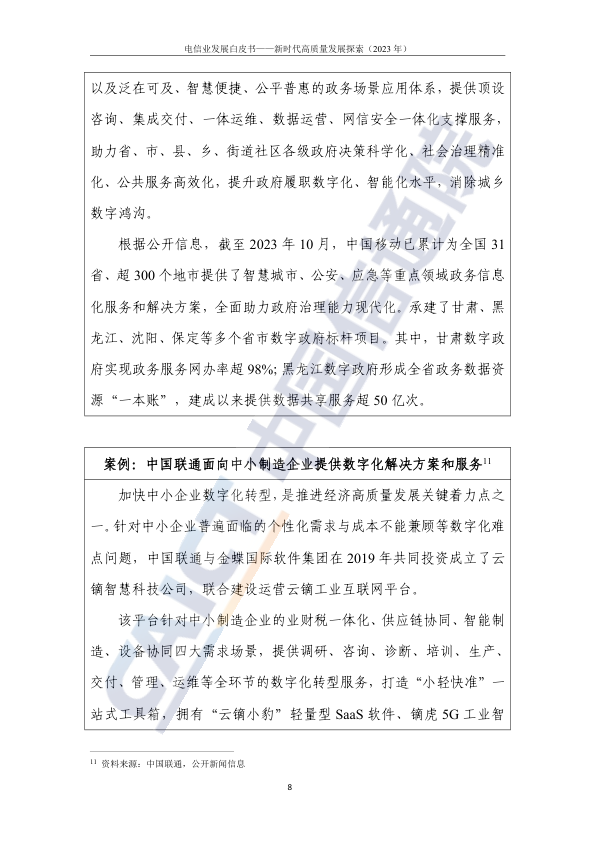 电信业发展白皮书——新时代高质量发展探索（2023 年）
以及泛在可及、智慧便捷、公平普惠的政务场景应用体系，提供顶设
咨询、集成交付、一体运维、数据运营、网信安全一体化支撑服务，
助力省、市、县、乡、街道社区各级政府决策科学化、社会治理精准
化、公共服务高效化，提升政府履职数字化、智能化水平，消除城乡
数字鸿沟。
根据公开信息，截至 2023 年 10 月，中国移动已累计为全国 31
省、超 300 个地市提供了智慧城市、公安、应急等重点领域政务信息
化服务和解决方案，全面助力政府治理能力现代化。承建了甘肃、黑
龙江、沈阳、保定等多个省市数字政府标杆项目。其中，甘肃数字政
府实现政务服务网办率超 98%; 黑龙江数字政府形成全省政务数据资
源“一本账”，建成以来提供数据共享服务超 50 亿次。
案例：中国联通面向中小制造企业提供数字化解决方案和服务11
加快中小企业数字化转型，是推进经济高质量发展关键着力点之
一。针对中小企业普遍面临的个性化需求与成本不能兼顾等数字化难
点问题，中国联通与金蝶国际软件集团在 2019 年共同投资成立了云
镝智慧科技公司，联合建设运营云镝工业互联网平台。
该平台针对中小制造企业的业财税一体化、供应链协同、智能制
造、设备协同四大需求场景，提供调研、咨询、诊断、培训、生产、
交付、管理、运维等全环节的数字化转型服务，打造“小轻快准”一
站式工具箱，拥有“云镝小豹”轻量型 SaaS 软件、镝虎 5G 工业智
11 资料来源：中国联通，公开新闻信息
8
CAICT 中国信通院